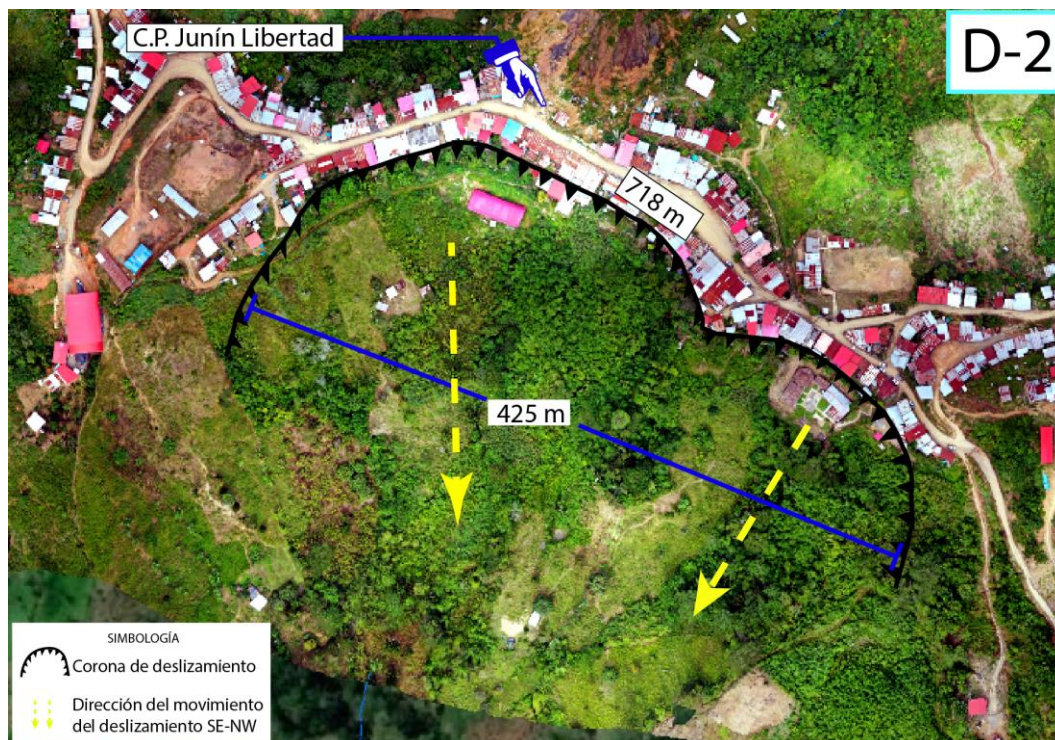 C.P. Junín Libertad
D-2
718 m
425 m
SIMBOLOGÍA
Corona de deslizamiento
Dirección del movimiento
del deslizamiento SE-NW